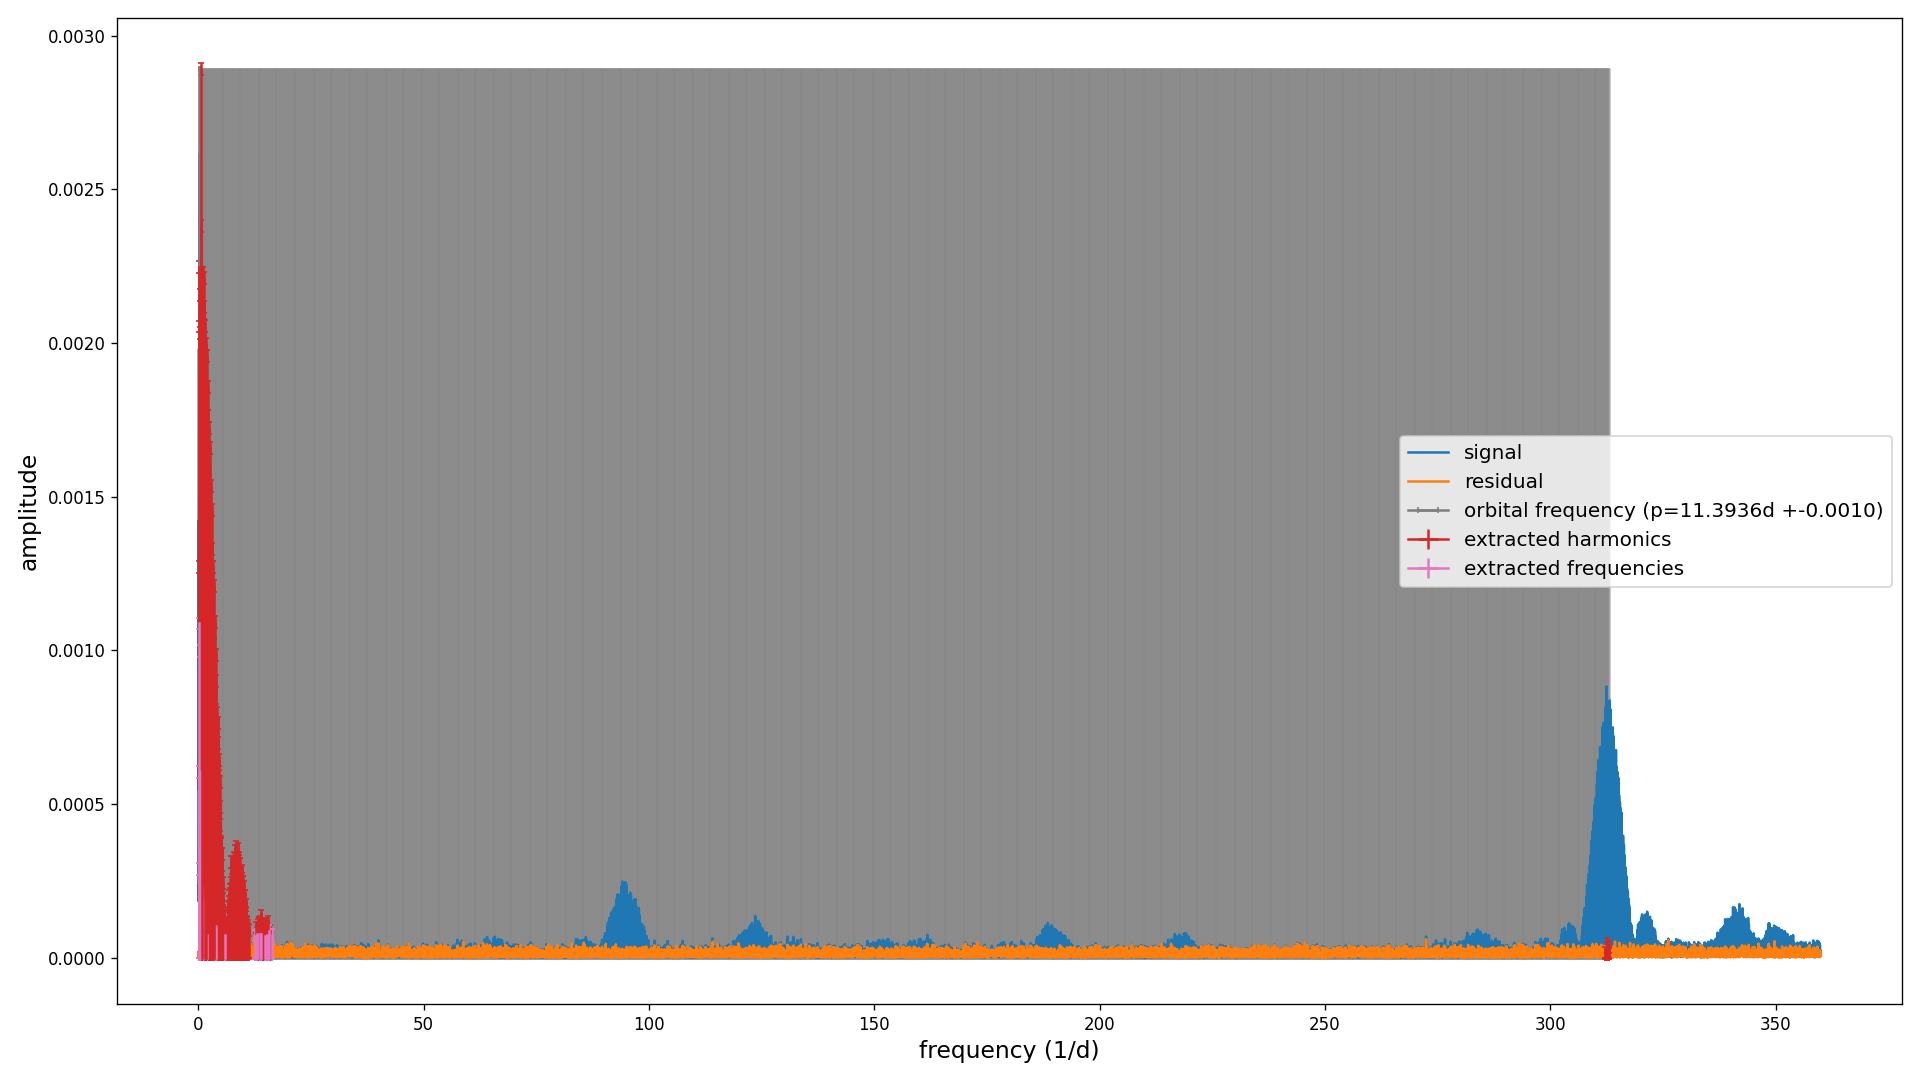 0.0030
0.0025
0.0020
0.0015
0.0010
0.0005
0.0000
amplitude
signal
residual
orbital frequency (p=11.3936d +-0.0010)
extracted harmonics
extracted frequencies
0 50 100 150 200 250 300 350
frequency (1/d)